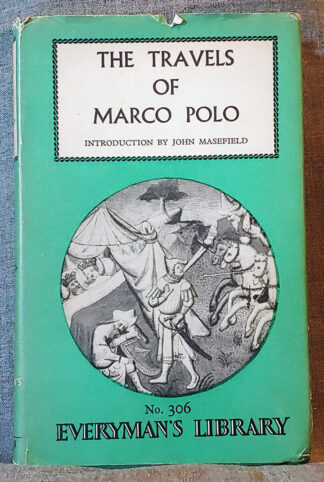 THE TRAVELS
OF
MARCO POLO
INTRODUCTION BY JOHN MASEFIELD
No. 306
EVERYMAN'S LIBRARY